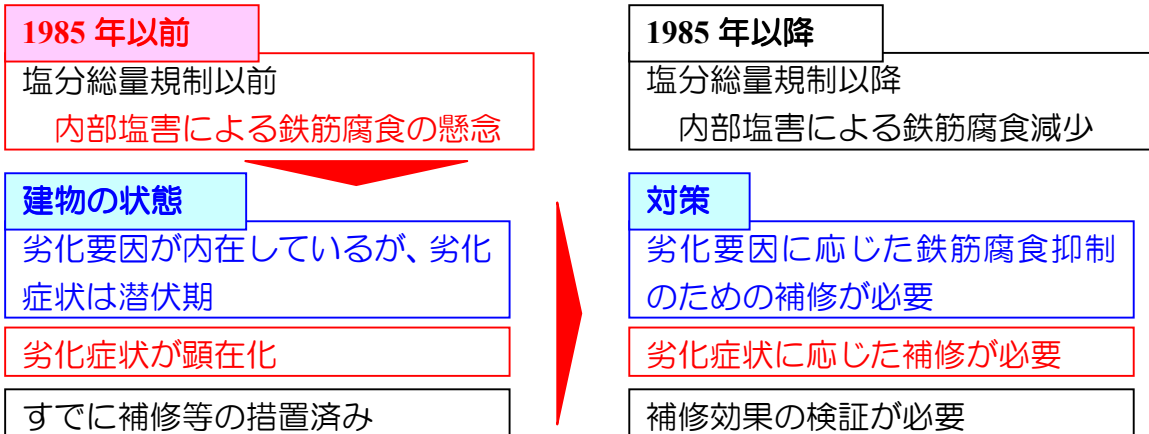 1985 年以前
塩分総量規制以前
内部塩害による鉄筋腐食の懸念
1985 年以降
塩分総量規制以降
内部塩害による鉄筋腐食減少
建物の状態
劣化要因が内在しているが、劣化
症状は潜伏期
劣化症状が顕在化
すでに補修等の措置済み
対策
劣化要因に応じた鉄筋腐食抑制
のための補修が必要
劣化症状に応じた補修が必要
補修効果の検証が必要